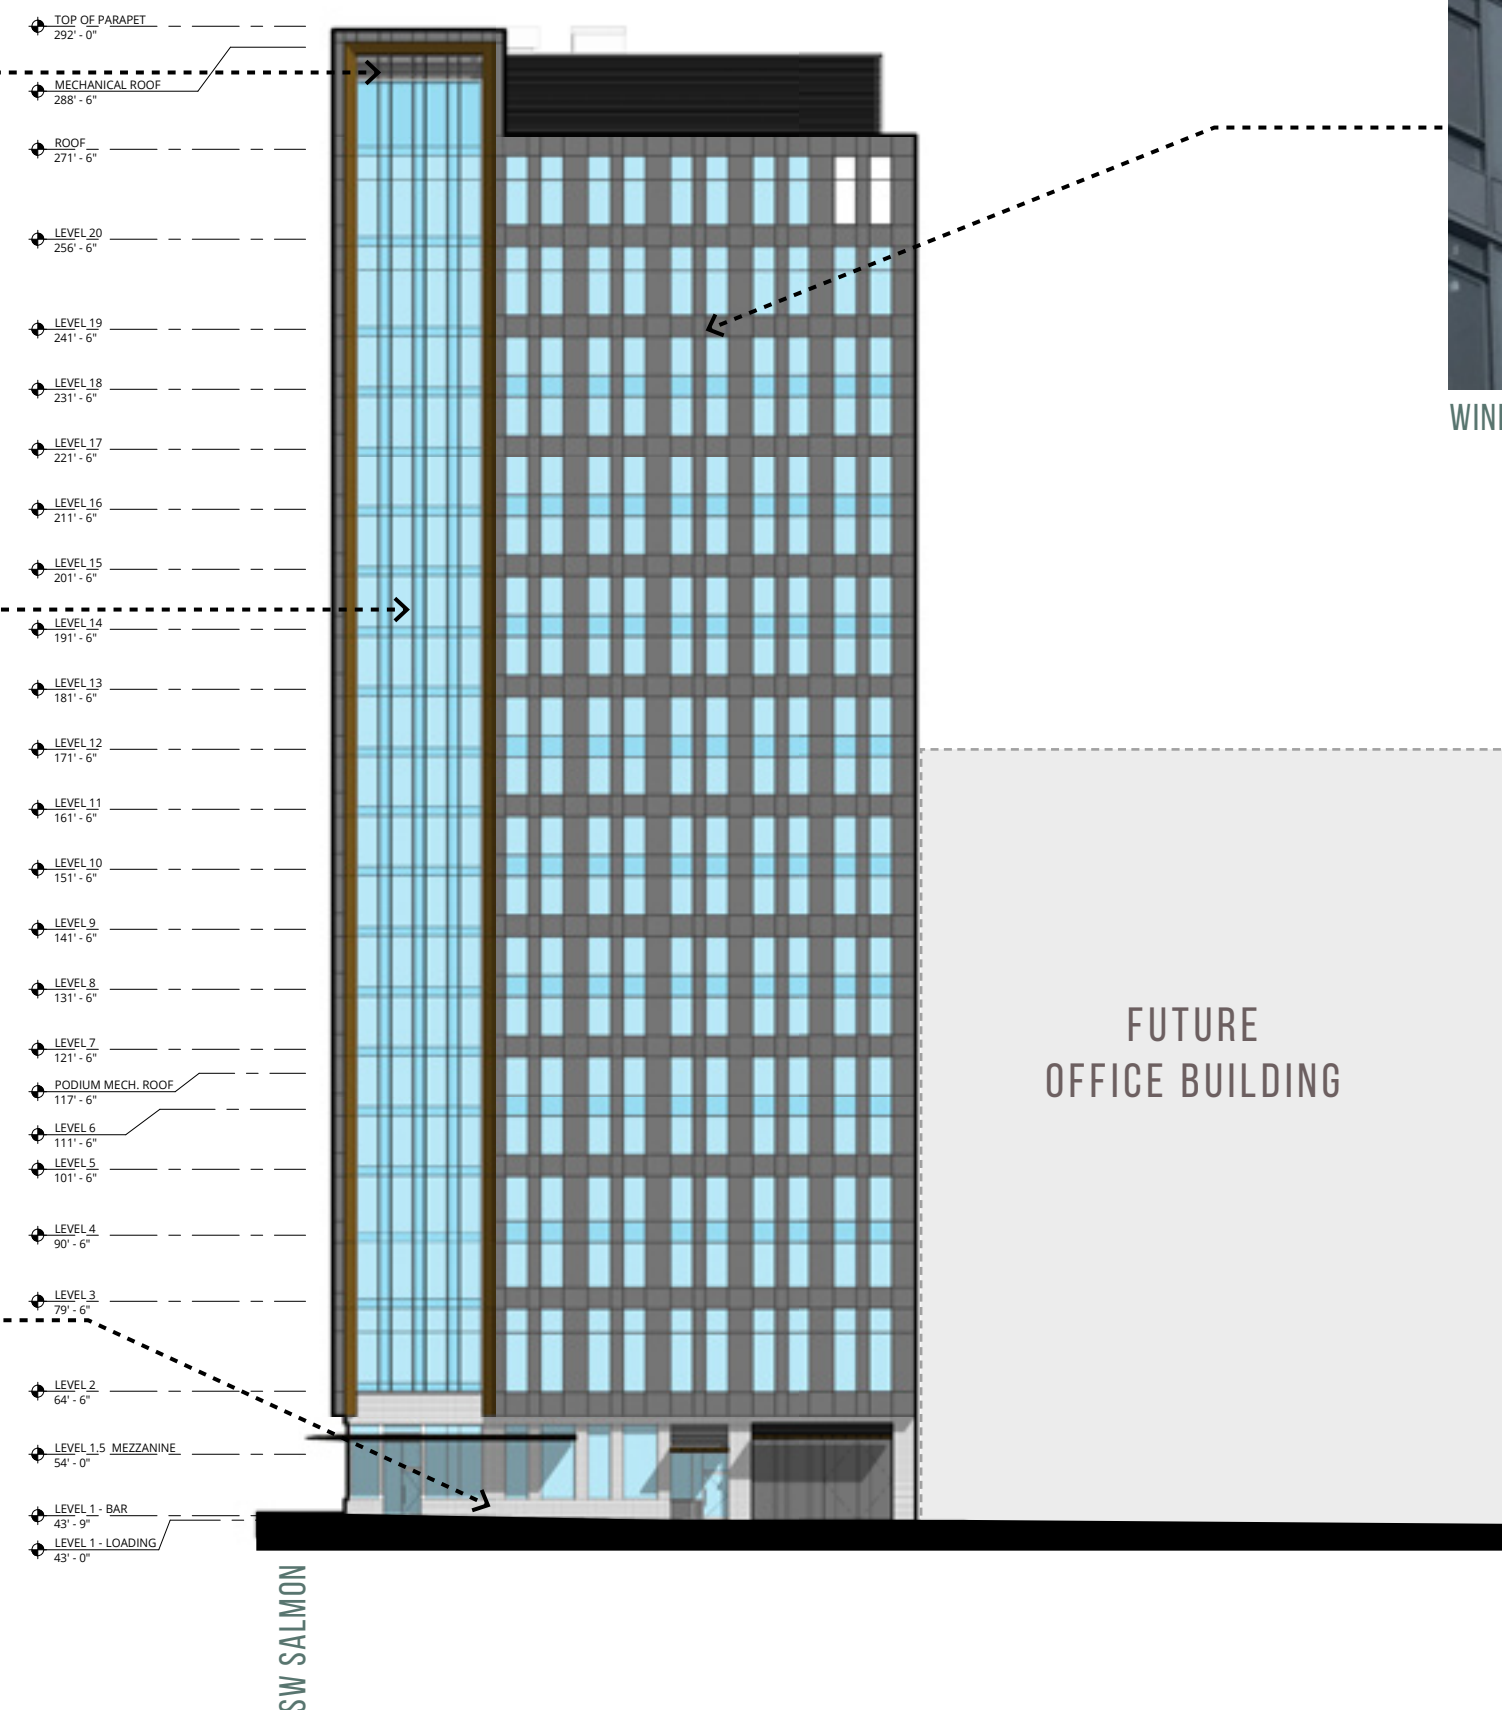 TOP OF PARAPET
292' - 0"
MECHANICAL ROOF
288' - 6"
ROOF
271' - 6"
LEVEL 20
256' - 6"
LEVEL 19
241' - 6"
LEVEL 18
231' - 6"
LEVEL 17
221' - 6"
LEVEL 16
211' - 6"
LEVEL 15
201' - 6"
LEVEL 14
191' - 6"
LEVEL 13
181' - 6"
LEVEL 12
171' - 6"
LEVEL 11
161' - 6"
LEVEL 10
151' - 6"
LEVEL 9
141' - 6"
LEVEL 8
131' - 6"
LEVEL 7
121' - 6"
PODIUM MECH. ROOF
117' - 6"
LEVEL 6
111' - 6"
LEVEL 5
101' - 6"
LEVEL 4
90' - 6"
LEVEL 3
79' - 6"
LEVEL 2
64' - 6"
LEVEL 1.5 MEZZANINE
54' - 0"
LEVEL 1 - BAR
43' - 9"
LEVEL 1 - LOADING
43' - 0"
FUTURE
OFFICE BUILDING
SW SALMON